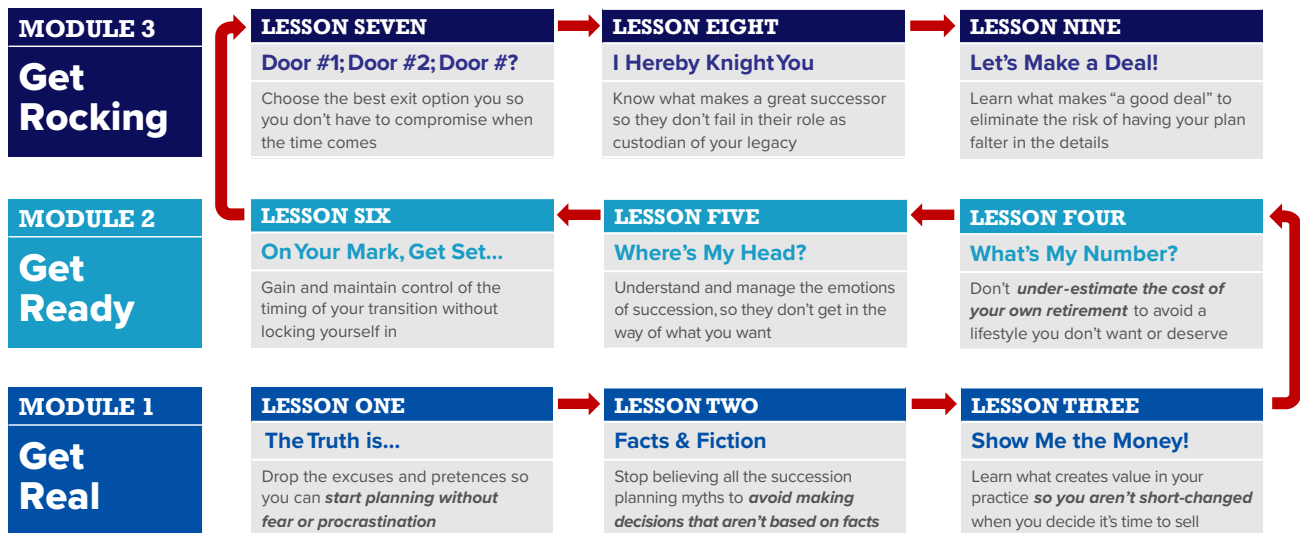 MODULE 3
Get
Rocking
LESSON SEVEN
Door #1; Door #2; Door #?
Choose the best exit option you so
you don't have to compromise when
the time comes
LESSON EIGHT
I Hereby Knight You
Know what makes a great successor
so they don't fail in their role as
custodian of your legacy
LESSON NINE
Let's Make a Deal!
Learn what makes "a good deal" to
eliminate the risk of having your plan
falter in the details
MODULE 2
Get
Ready
LESSON SIX
On Your Mark, Get Set...
Gain and maintain control of the
timing of your transition without
locking yourself in
LESSON FIVE
Where's My Head?
Understand and manage the emotions
of succession, so they don't get in the
way of what you want
LESSON FOUR
What's My Number?
Don't under-estimate the cost of
your own retirement to avoid a
lifestyle you don't want or deserve
MODULE 1
Get
Real
LESSON ONE
The Truth is...
Drop the excuses and pretences so
you can start planning without
fear or procrastination
LESSON TWO
Facts & Fiction
Stop believing all the succession
planning myths to avoid making
decisions that aren't based on facts
LESSON THREE
Show Me the Money!
Learn what creates value in your
practice so you aren't short-changed
when you decide it's time to sell